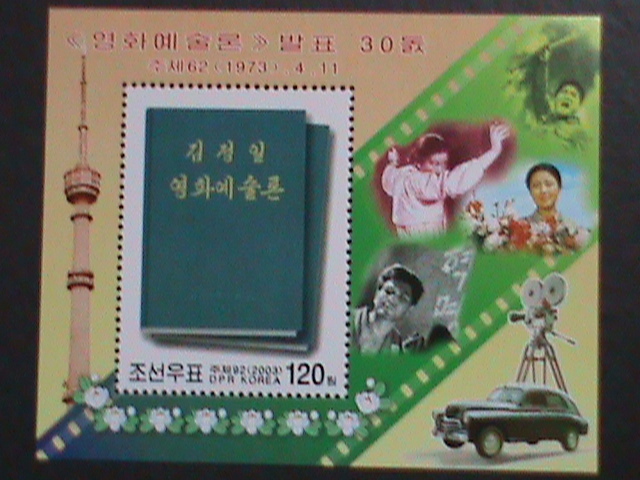 《영화예술론》발표 30돐
주체62(1973). 4. 11
김정일
영화예술론
조선우표 주체92(2003) 120원
DPR KOREA